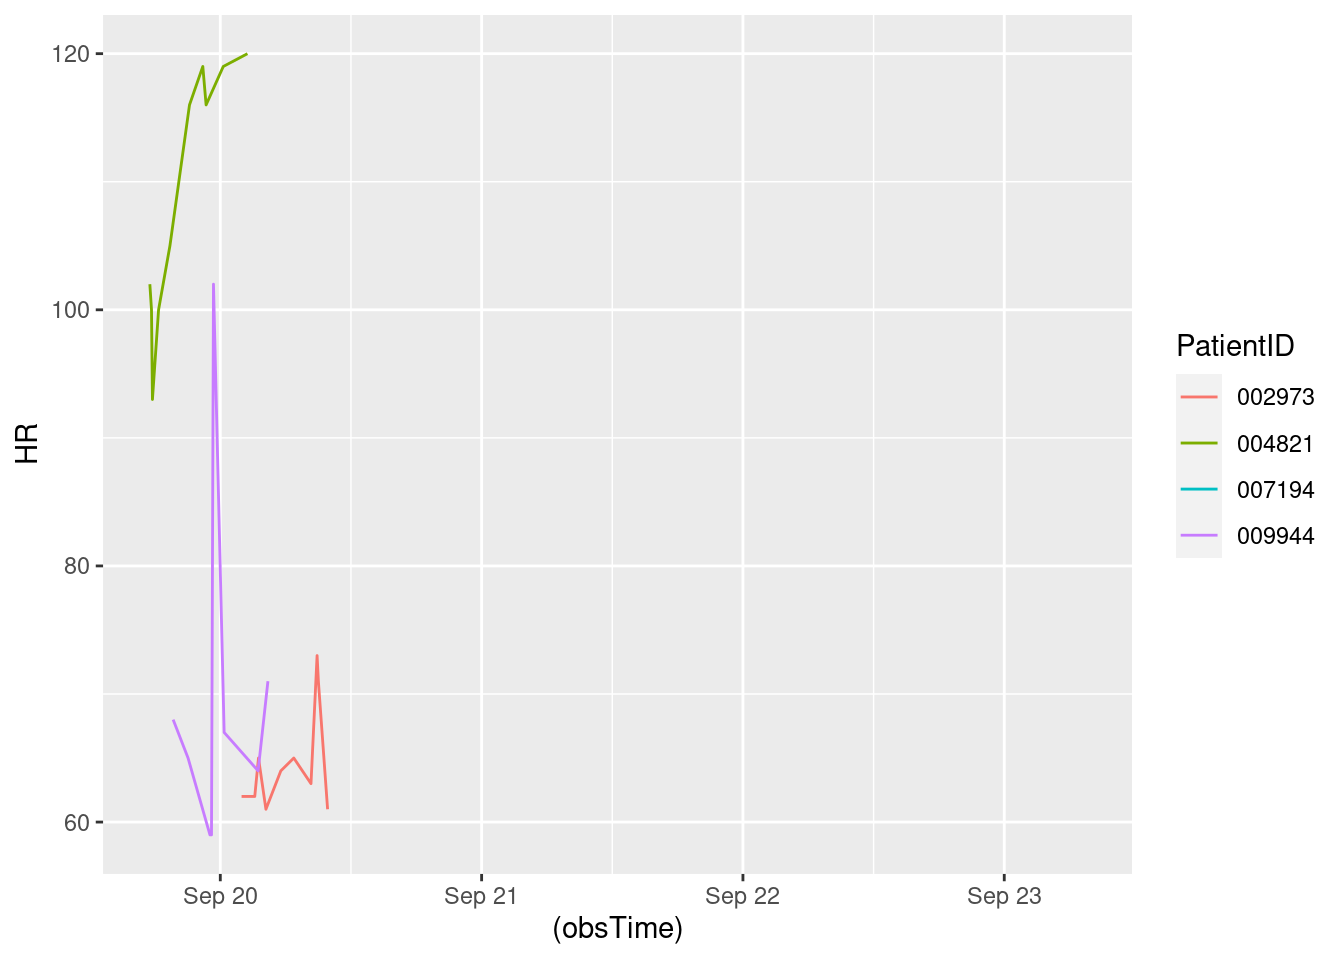 120
100
80
60
HR
Sep 20
Sep 21
Sep 22
Sep 23
(obsTime)
PatientID
002973
004821
007194
009944